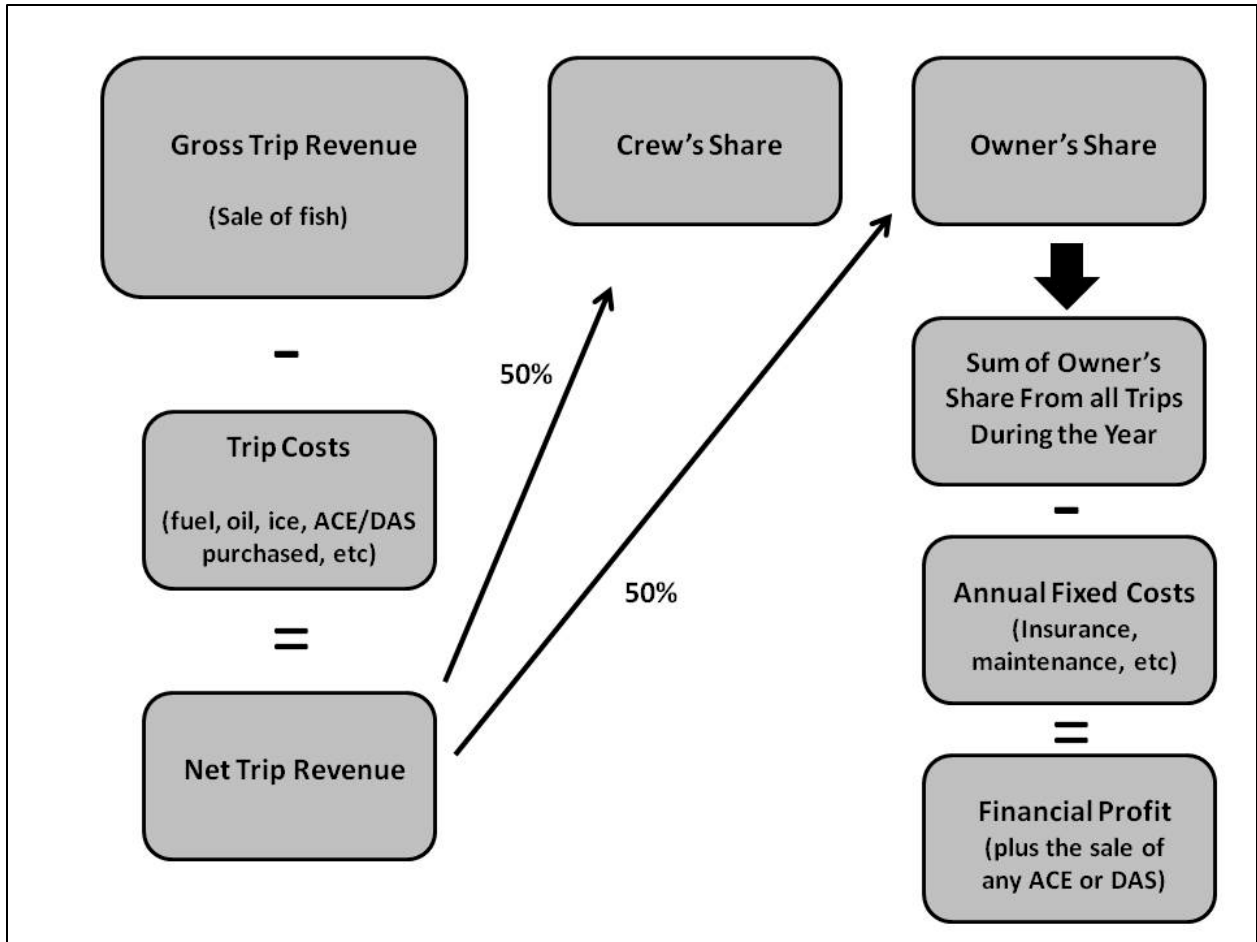 Gross Trip Revenue
(Sale of fish)
-
Trip Costs
(fuel, oil, ice, ACE/DAS
purchased, etc)
=
Net Trip Revenue
50%
50%
Crew's Share
Owner's Share
Sum of Owner's
Share From all Trips
During the Year
-
Annual Fixed Costs
(Insurance,
maintenance, etc)
=
Financial Profit
(plus the sale of
any ACE or DAS)